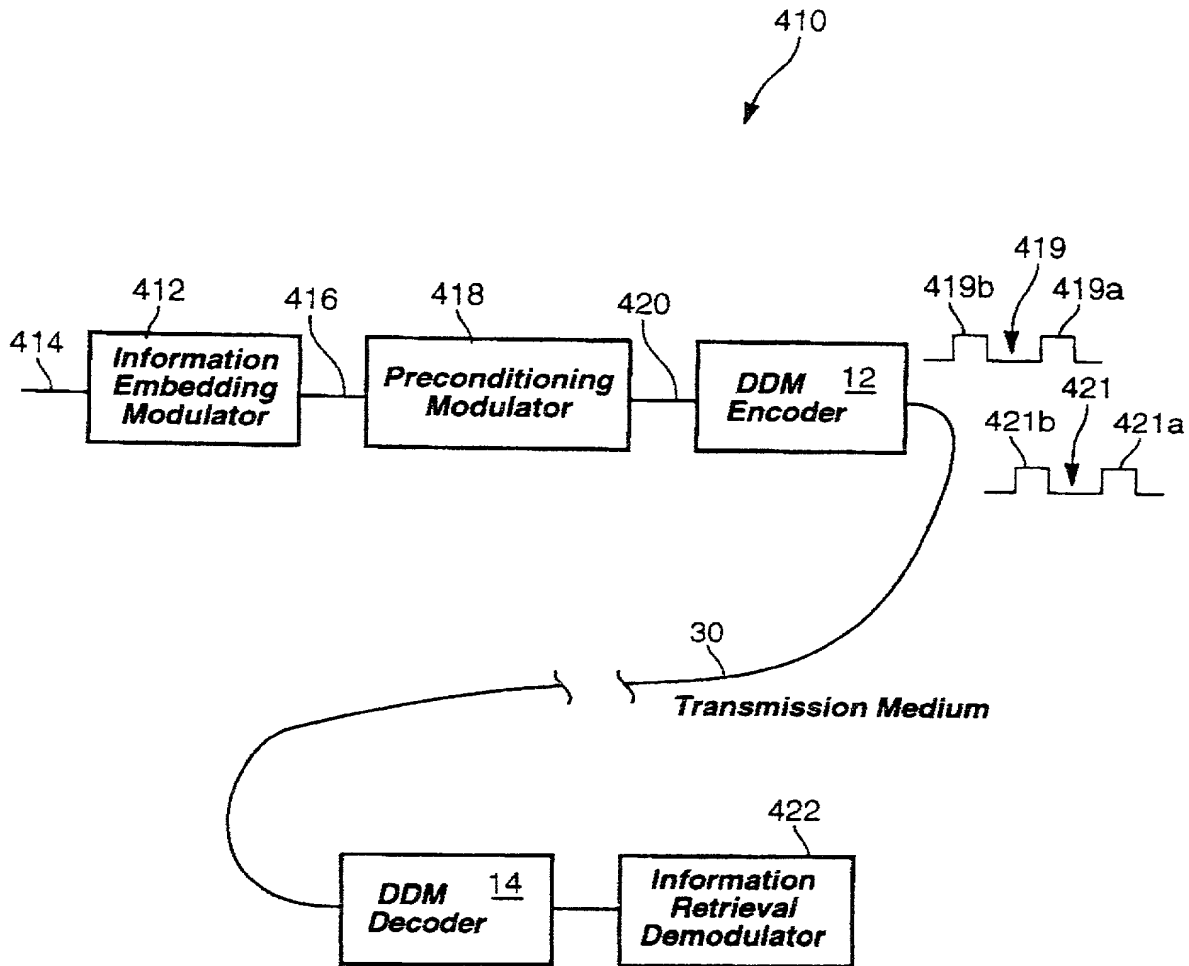 410
412
416
418
420
419
419b
419a
414
Information
Embedding
Modulator
Preconditioning
Modulator
DDM 12
Encoder
421
421b
421a
30
Transmission Medium
422
DDM 14
Decoder
Information
Retrieval
Demodulator